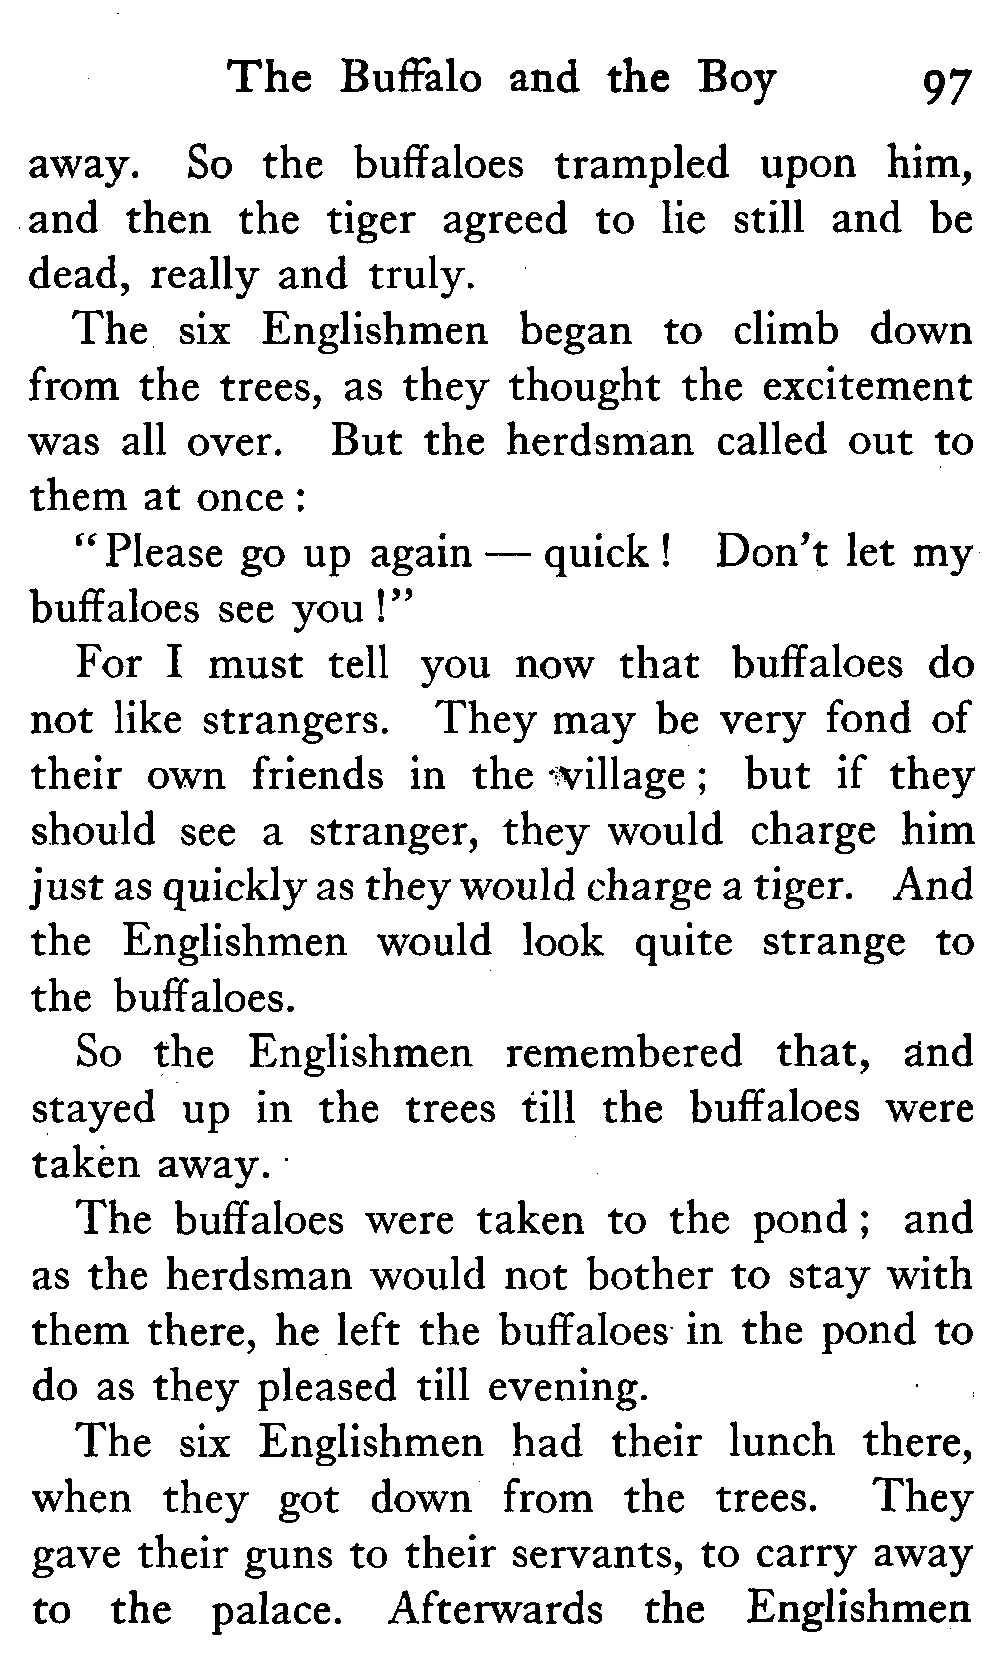 The Buffalo and the Boy 97
away. So the buffaloes trampled upon him,
and then the tiger agreed to lie still and be
dead, really and truly.
The six Englishmen began to climb down
from the trees, as they thought the excitement
was all over. But the herdsman called out to
them at once :
“Please go up again — quick ! Don’t let my
buffaloes see you !”
For I must tell you now that buffaloes do
not like strangers. They may be very fond of
their own friends in the village ; but if they
should see a stranger, they would charge him
just as quickly as they would charge a tiger. And
the Englishmen would look quite strange to
the buffaloes.
So the Englishmen remembered that, and
stayed up in the trees till the buffaloes were
taken away.
The buffaloes were taken to the pond ; and
as the herdsman would not bother to stay with
them there, he left the buffaloes in the pond to
do as they pleased till evening.
The six Englishmen had their lunch there,
when they got down from the trees. They
gave their guns to their servants, to carry away
to the palace. Afterwards the Englishmen